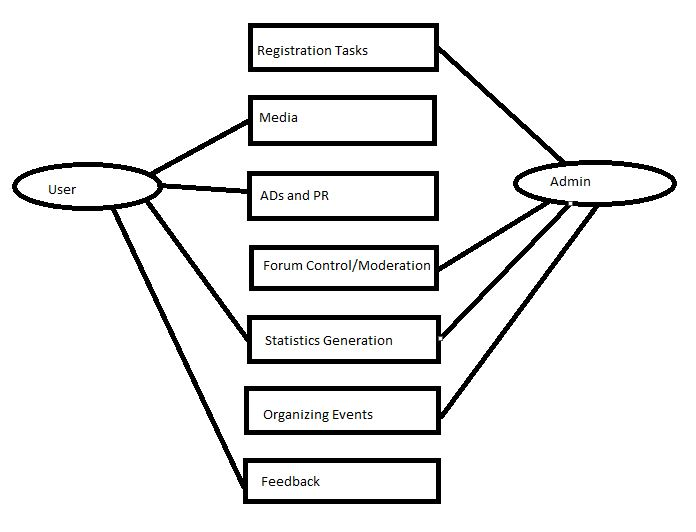 Registration Tasks
Media
User
Admin
ADs and PR
Forum Control/Moderation
Statistics Generation
Organizing Events
Feedback